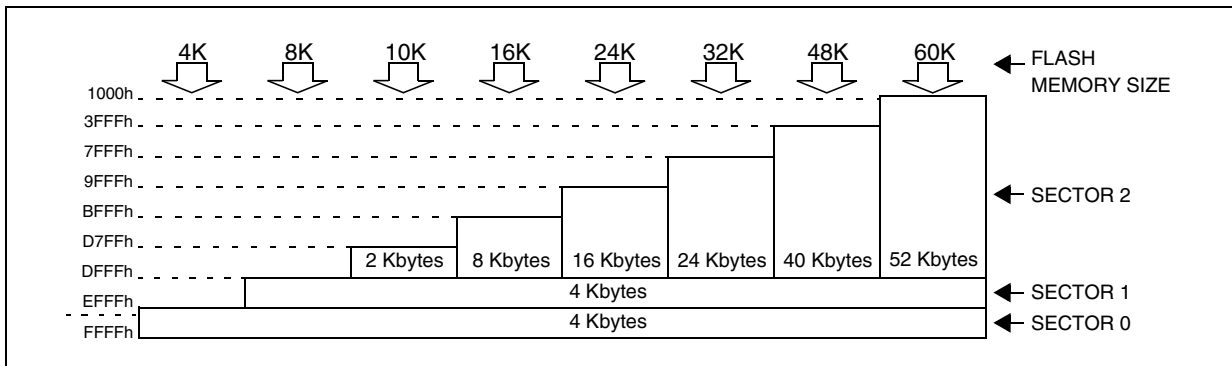 4K 8K 10K 16K 24K 32K 48K 60K
FLASH
MEMORY SIZE
1000h
3FFFh
7FFFh
9FFFh
SECTOR 2
BFFFh
D7FFh
2 Kbytes 8 Kbytes 16 Kbytes 24 Kbytes 40 Kbytes 52 Kbytes
DFFFh
4 Kbytes
SECTOR 1
EFFFh
4 Kbytes
SECTOR 0
FFFFh